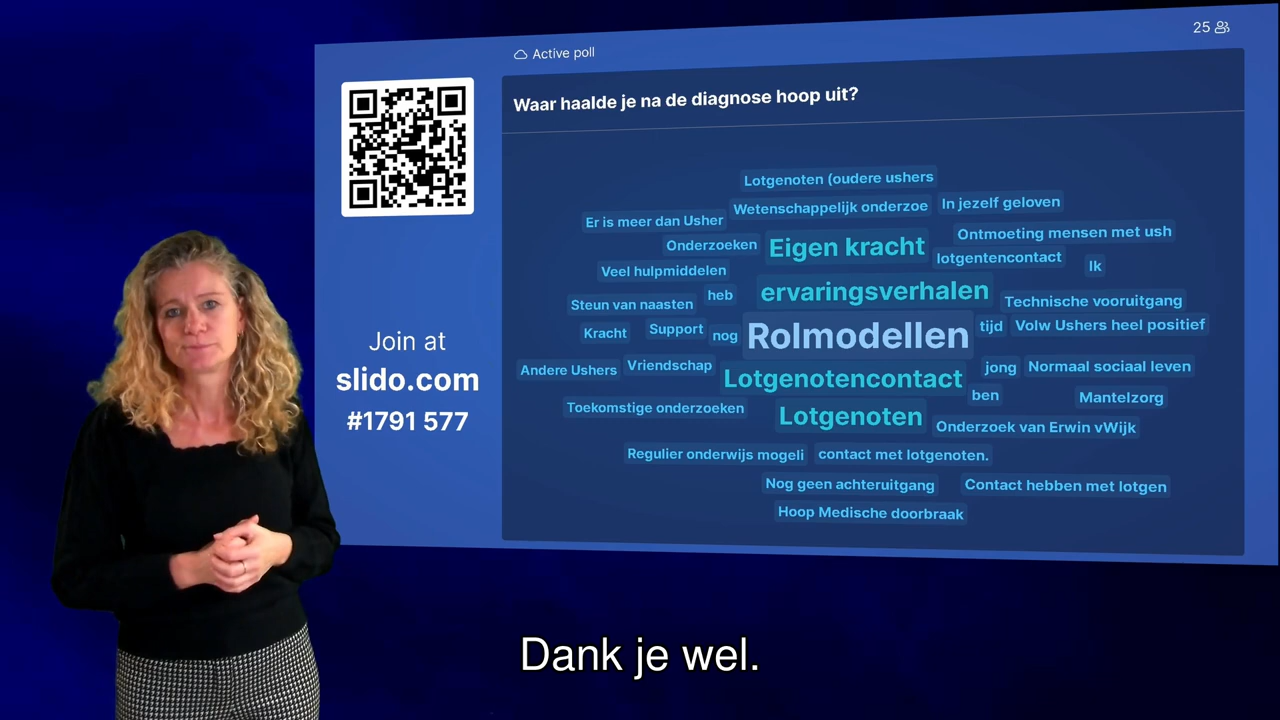 25
Active poll
Waar haalde je na de diagnose hoop uit?
Join at
slido.com
#1791 577
Lotgenoten (oudere ushers
Wetenschappelijk onderzoe
In jezelf geloven
Er is meer dan Usher
Onderzoeken
Eigen kracht
Ontmoeting mensen met ush
lotgentencontact
Ik
Veel hulpmiddelen
Steun van naasten
heb
ervaringsverhalen
Technische vooruitgang
Kracht
Support
nog
Rolmodellen
tijd
Volw Ushers heel positief
Andere Ushers
Vriendschap
Lotgenotencontact
jong
Normaal sociaal leven
ben
Mantelzorg
Toekomstige onderzoeken
Lotgenoten
Onderzoek van Erwin vWijk
Regulier onderwijs mogeli
contact met lotgenoten.
Nog geen achteruitgang
Contact hebben met lotgen
Hoop Medische doorbraak
Dank je wel.